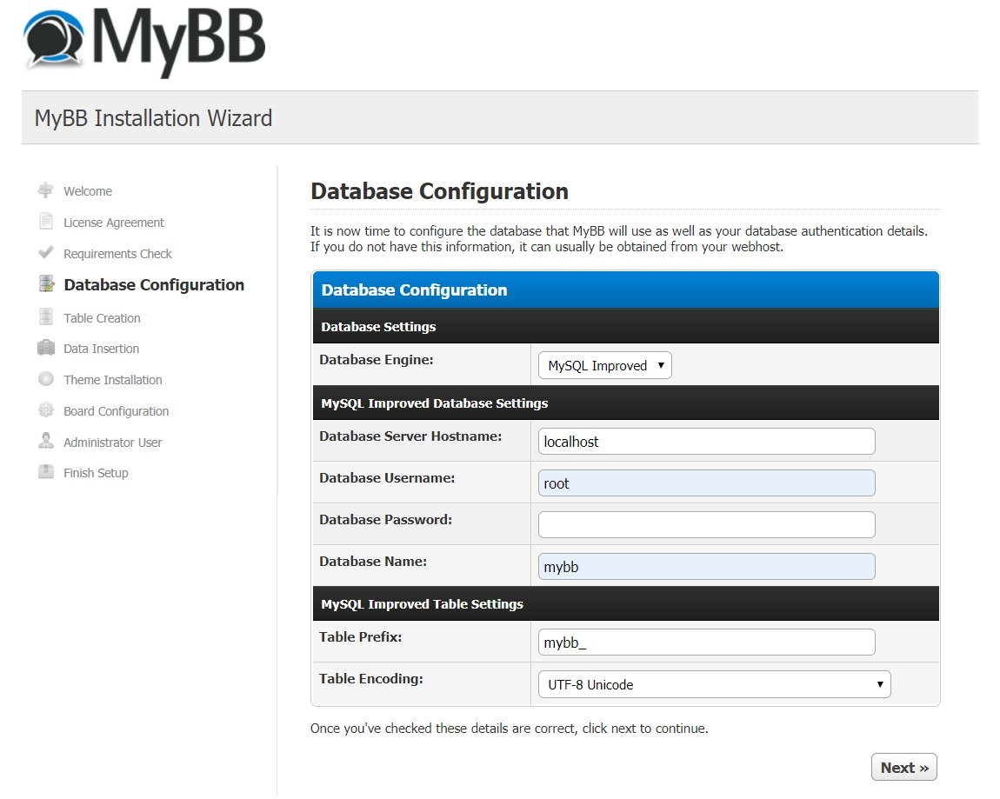 MyBB
MyBB Installation Wizard
Welcome
License Agreement
Requirements Check
Database Configuration
Table Creation
Data Insertion
Theme Installation
Board Configuration
Administrator User
Finish Setup
Database Configuration
It is now time to configure the database that MyBB will use as well as your database authentication details.
If you do not have this information, it can usually be obtained from your webhost.
Database Configuration
Database Settings
Database Engine: MySQL Improved
MySQL Improved Database Settings
Database Server Hostname: localhost
Database Username: root
Database Password:
Database Name: mybb
MySQL Improved Table Settings
Table Prefix: mybb_
Table Encoding: UTF-8 Unicode
Once you've checked these details are correct, click next to continue.
Next »